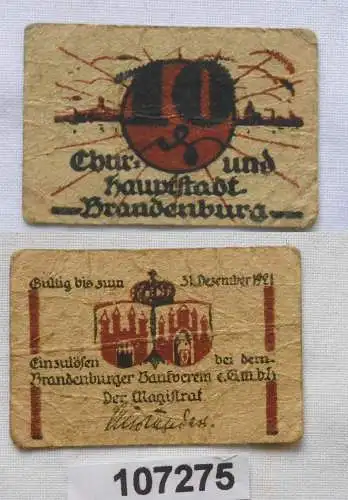 10
Chur- und
Hauptstadt
Brandenburg
Gültig bis zum 31. Dezember 1921
Einzulösen bei dem
Brandenburger Bankverein e.G.m.b.H
Der Magistrat
107275